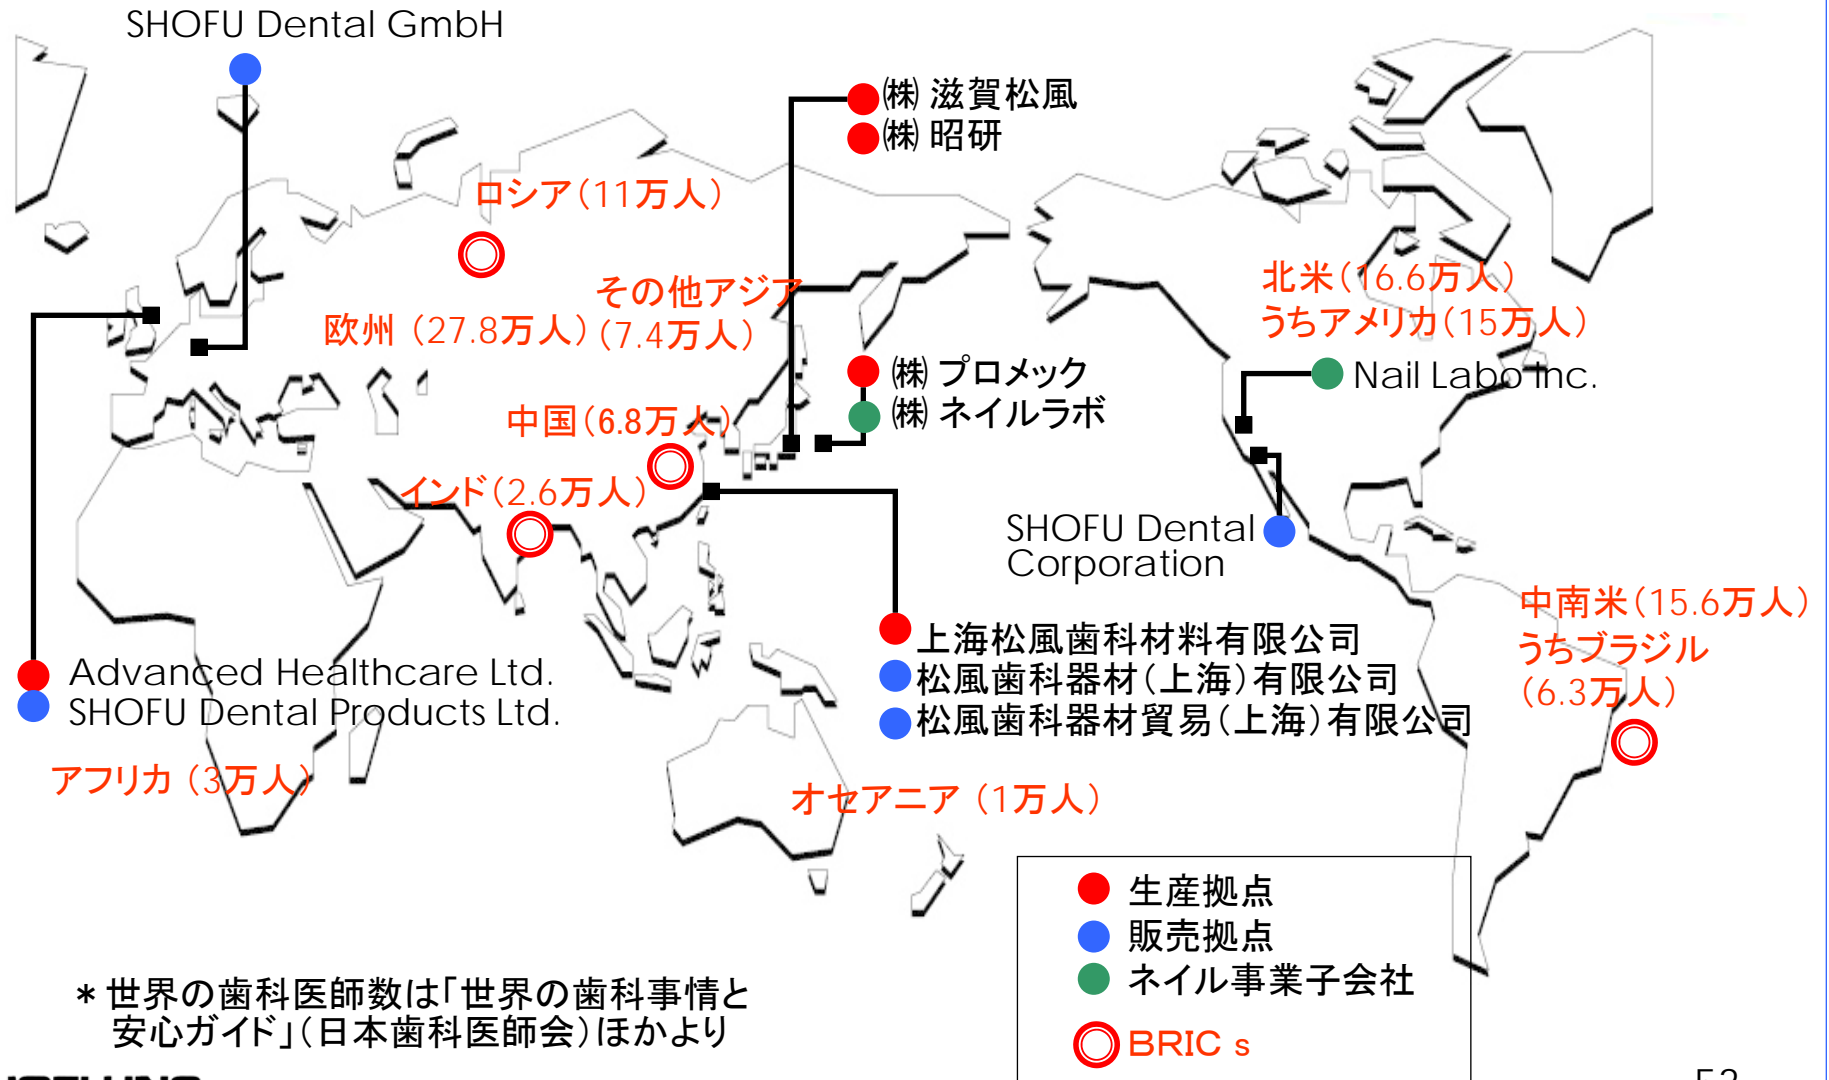 SHOFU Dental GmbH
㈱ 滋賀松風
㈱ 昭研
ロシア(11万人)
その他アジア
(7.4万人)
欧州 (27.8万人)
北米(16.6万人)
うちアメリカ(15万人)
㈱ プロメック
㈱ ネイルラボ
Nail Labo Inc.
中国(6.8万人)
インド(2.6万人)
SHOFU Dental
Corporation
中南米(15.6万人)
うちブラジル
(6.3万人)
上海松風歯科材料有限公司
松風歯科器材(上海)有限公司
松風歯科器材貿易(上海)有限公司
Advanced Healthcare Ltd.
SHOFU Dental Products Ltd.
アフリカ (3万人)
オセアニア (1万人)
生産拠点
販売拠点
ネイル事業子会社
BRIC s
* 世界の歯科医師数は「世界の歯科事情と
安心ガイド」(日本歯科医師会)ほかより